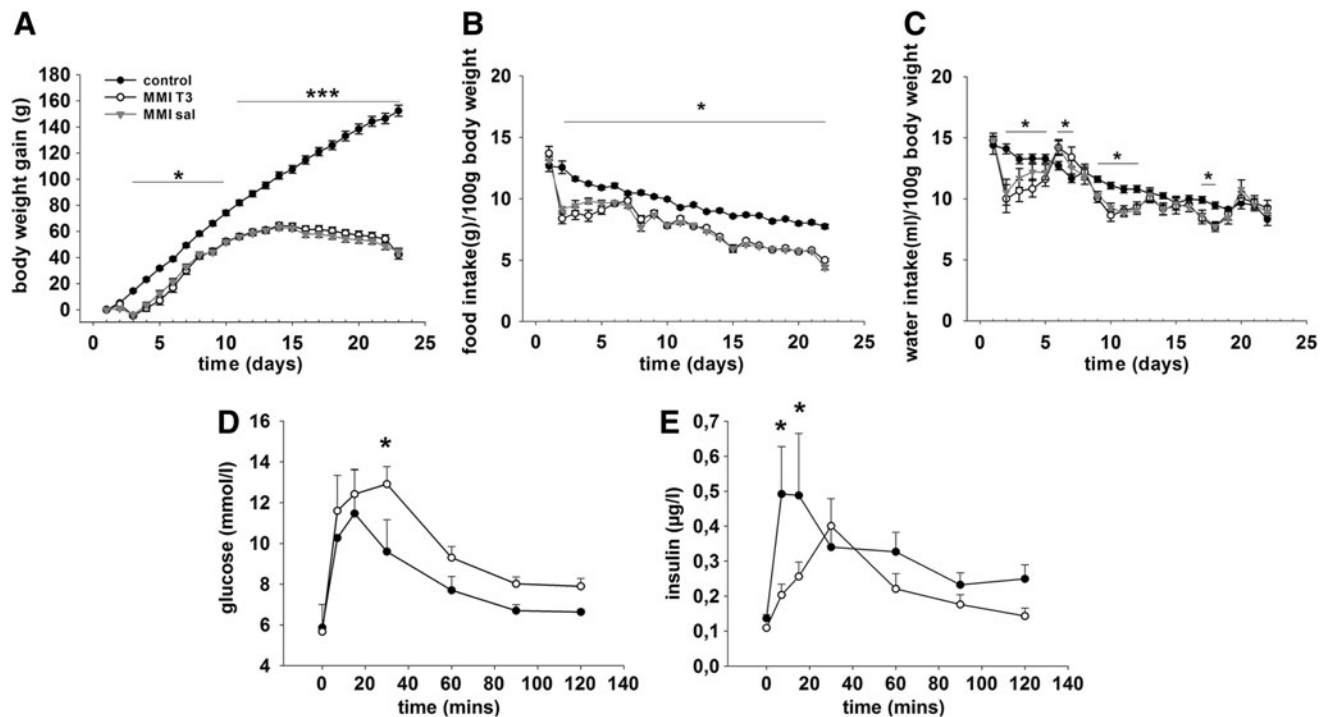 A
body weight gain (g)
180
160
140
120
100
80
60
40
20
0
control
MMI T3
MMI sal
*
***
0 5 10 15 20 25
time (days)
B
food intake(g)/100g body weight
20
15
10
5
0
*
0 5 10 15 20 25
time (days)
C
water intake(ml)/100g body weight
20
15
10
5
0
* *
*
*
0 5 10 15 20 25
time (days)
D
glucose (mmol/l)
16
14
12
10
8
6
4
*
0 20 40 60 80 100 120 140
time (mins)
E
insulin (µg/l)
0,7
0,6
0,5
0,4
0,3
0,2
0,1
0,0
* *
0 20 40 60 80 100 120 140
time (mins)